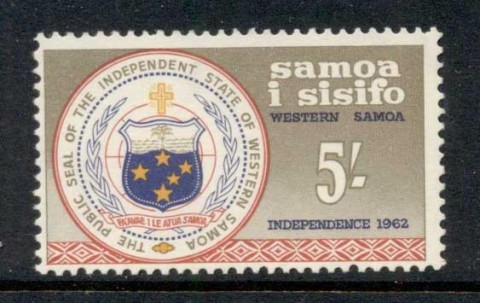 THE PUBLIC SEAL OF THE INDEPENDENT STATE OF WESTERN SAMOA
FAAVAE I LE ATUA SAMOA
samoa
i sisifo
WESTERN SAMOA
5/-
INDEPENDENCE 1962